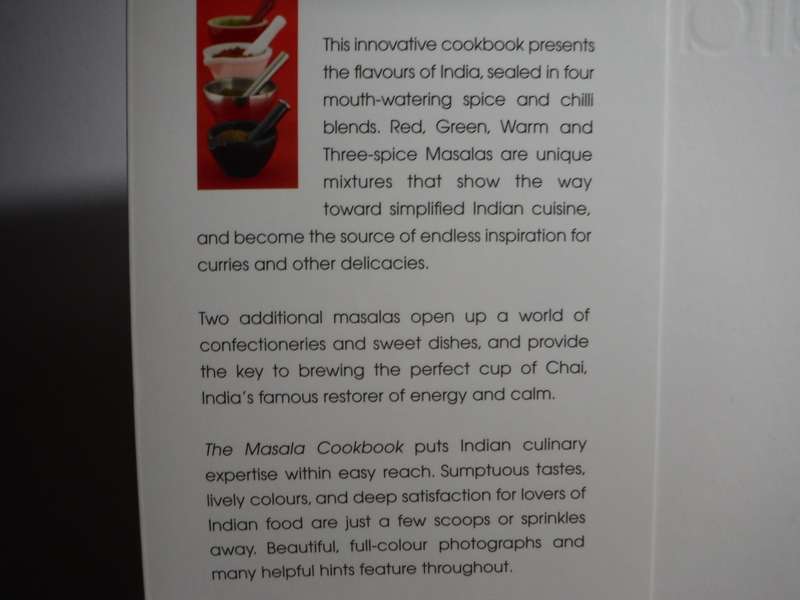 This innovative cookbook presents
the flavours of India, sealed in four
mouth-watering spice and chilli
blends. Red, Green, Warm and
Three-spice Masalas are unique
mixtures that show the way
toward simplified Indian cuisine,
and become the source of endless inspiration for
curries and other delicacies.
Two additional masalas open up a world of
confectioneries and sweet dishes, and provide
the key to brewing the perfect cup of Chai,
India's famous restorer of energy and calm.
The Masala Cookbook puts Indian culinary
expertise within easy reach. Sumptuous tastes,
lively colours, and deep satisfaction for lovers of
Indian food are just a few scoops or sprinkles
away. Beautiful, full-colour photographs and
many helpful hints feature throughout.